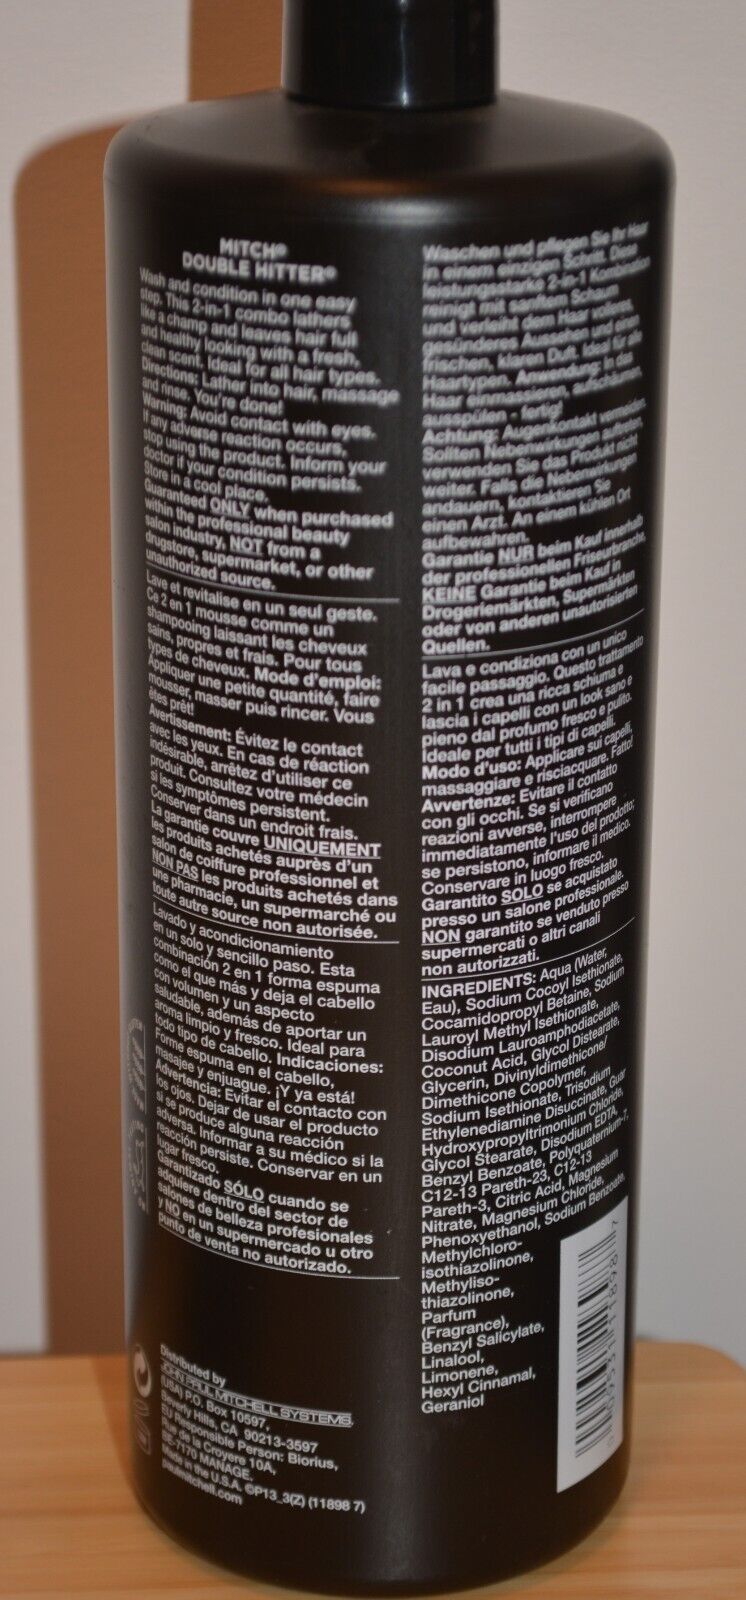 MITCH®
DOUBLE HITTER®
Wash and condition in one easy
step. This 2-in-1 combo lathers
like a champ and leaves hair full
and healthy looking with a fresh,
clean scent. Ideal for all hair types.
Directions: Lather into hair, massage
and rinse. You're done!
Warning: Avoid contact with eyes.
If any adverse reaction occurs,
stop using the product. Inform your
doctor if your condition persists.
Store in a cool place.
Guaranteed ONLY when purchased
within the professional beauty
salon industry, NOT from a
drugstore, supermarket, or other
unauthorized source.
Lave et revitalise en un seul geste.
Ce 2 en 1 mousse comme un
shampooing laissant les cheveux
sains, propres et frais. Pour tous
types de cheveux. Mode d'emploi:
Appliquer une petite quantité, faire
mousser, masser puis rincer. Vous
êtes prêt!
Avertissement: Évitez le contact
avec les yeux. En cas de réaction
indésirable, arrêtez d'utiliser ce
produit. Consultez votre médecin
si les symptômes persistent.
Conserver dans un endroit frais.
La garantie couvre UNIQUEMENT
les produits achetés auprès d'un
salon de coiffure professionnel et
NON PAS les produits achetés dans
une pharmacie, un supermarché ou
toute autre source non autorisée.
Lavado y acondicionamiento
en un solo y sencillo paso. Esta
combinación 2 en 1 forma espuma
como el que más y deja el cabello
con volumen y un aspecto
saludable, además de aportar un
aroma limpio y fresco. Ideal para
todo tipo de cabello. Indicaciones:
Forme espuma en el cabello,
masajee y enjuague. ¡Y ya está!
Advertencia: Evitar el contacto con
los ojos. Dejar de usar el producto
si se produce alguna reacción
adversa. Informar a su médico si la
reacción persiste. Conservar en un
lugar fresco.
Garantizado SÓLO cuando se
adquiere dentro del sector de
salones de belleza profesionales
y NO en un supermercado u otro
punto de venta no autorizado.
Distributed by
JOHN PAUL MITCHELL SYSTEMS,
(USA) P.O. Box 10597,
Beverly Hills, CA 90213-3597
EU Responsible Person: Biorius,
Rue de la Croyere 10A,
BE-7170 MANAGE.
Made in the U.S.A. ©P13_3(Z) (11898 7)
paulmitchell.com
Waschen und pflegen Sie Ihr Haar
in einem einzigen Schritt. Diese
leistungsstarke 2-in-1 Kombination
reinigt mit sanftem Schaum
und verleiht dem Haar volles,
gesünderes Aussehen und einen
frischen, klaren Duft. Ideal für alle
Haartypen. Anwendung: In das
Haar einmassieren, aufschäumen,
ausspülen - fertig!
Achtung: Augenkontakt vermeiden.
Sollten Nebenwirkungen auftreten,
verwenden Sie das Produkt nicht
weiter. Falls die Nebenwirkungen
andauern, kontaktieren Sie
einen Arzt. An einem kühlen Ort
aufbewahren.
Garantie NUR beim Kauf innerhalb
der professionellen Friseurbranche.
KEINE Garantie beim Kauf in
Drogeriemärkten, Supermärkten
oder von anderen unautorisierten
Quellen.
Lava e condiziona con un unico
facile passaggio. Questo trattamento
2 in 1 crea una ricca schiuma e
lascia i capelli con un look sano e
pieno dal profumo fresco e pulito.
Ideale per tutti i tipi di capelli.
Modo d'uso: Applicare sui capelli,
massaggiare e risciacquare. Fatto!
Avvertenze: Evitare il contatto
con gli occhi. Se si verificano
reazioni avverse, interrompere
immediatamente l'uso del prodotto;
se persistono, informare il medico.
Conservare in luogo fresco.
Garantito SOLO se acquistato
presso un salone professionale.
NON garantito se venduto presso
supermercati o altri canali
non autorizzati.
INGREDIENTS: Aqua (Water,
Eau), Sodium Cocoyl Isethionate,
Cocamidopropyl Betaine, Sodium
Lauroyl Methyl Isethionate,
Disodium Lauroamphodiacetate,
Coconut Acid, Glycol Distearate,
Glycerin, Divinyldimethicone/
Dimethicone Copolymer,
Sodium Isethionate, Trisodium
Ethylenediamine Disuccinate, Guar
Hydroxypropyltrimonium Chloride,
Glycol Stearate, Disodium EDTA,
Benzyl Benzoate, Polyquaternium-7,
C12-13 Pareth-23, C12-13
Pareth-3, Citric Acid, Magnesium
Nitrate, Magnesium Chloride,
Phenoxyethanol, Sodium Benzoate,
Methylchloro-
isothiazolinone,
Methyliso-
thiazolinone,
Parfum
(Fragrance),
Benzyl Salicylate,
Linalool,
Limonene,
Hexyl Cinnamal,
Geraniol